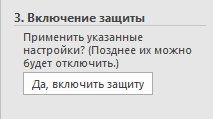 3. Включение защиты
Применить указанные
настройки? (Позднее их можно
будет отключить.)
Да, включить защиту